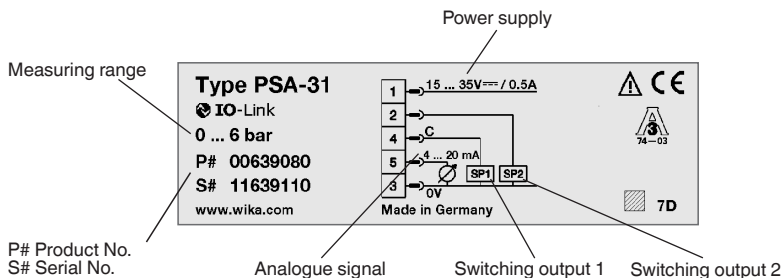 Power supply
Measuring range
Type PSA-31
IO-Link
0 ... 6 bar
P# 00639080
S# 11639110
www.wika.com
1
2
4
5
3
15 ... 35V⎓ / 0.5A
C
4 ... 20 mA
0V
SP1
SP2
Made in Germany
CE
3
74-03
7D
P# Product No.
S# Serial No.
Analogue signal
Switching output 1
Switching output 2